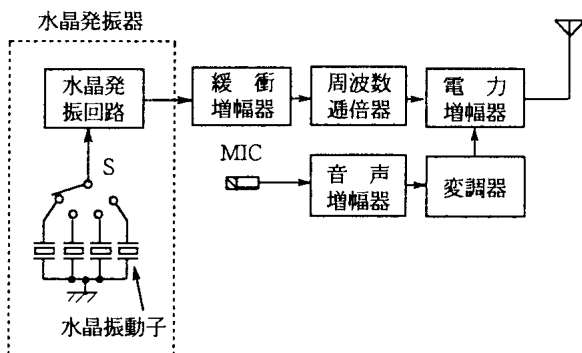 水晶発振器
水晶発
振回路
緩衝
増幅器
周波数
逓倍器
電力
増幅器
S
MIC
音声
増幅器
変調器
水晶振動子